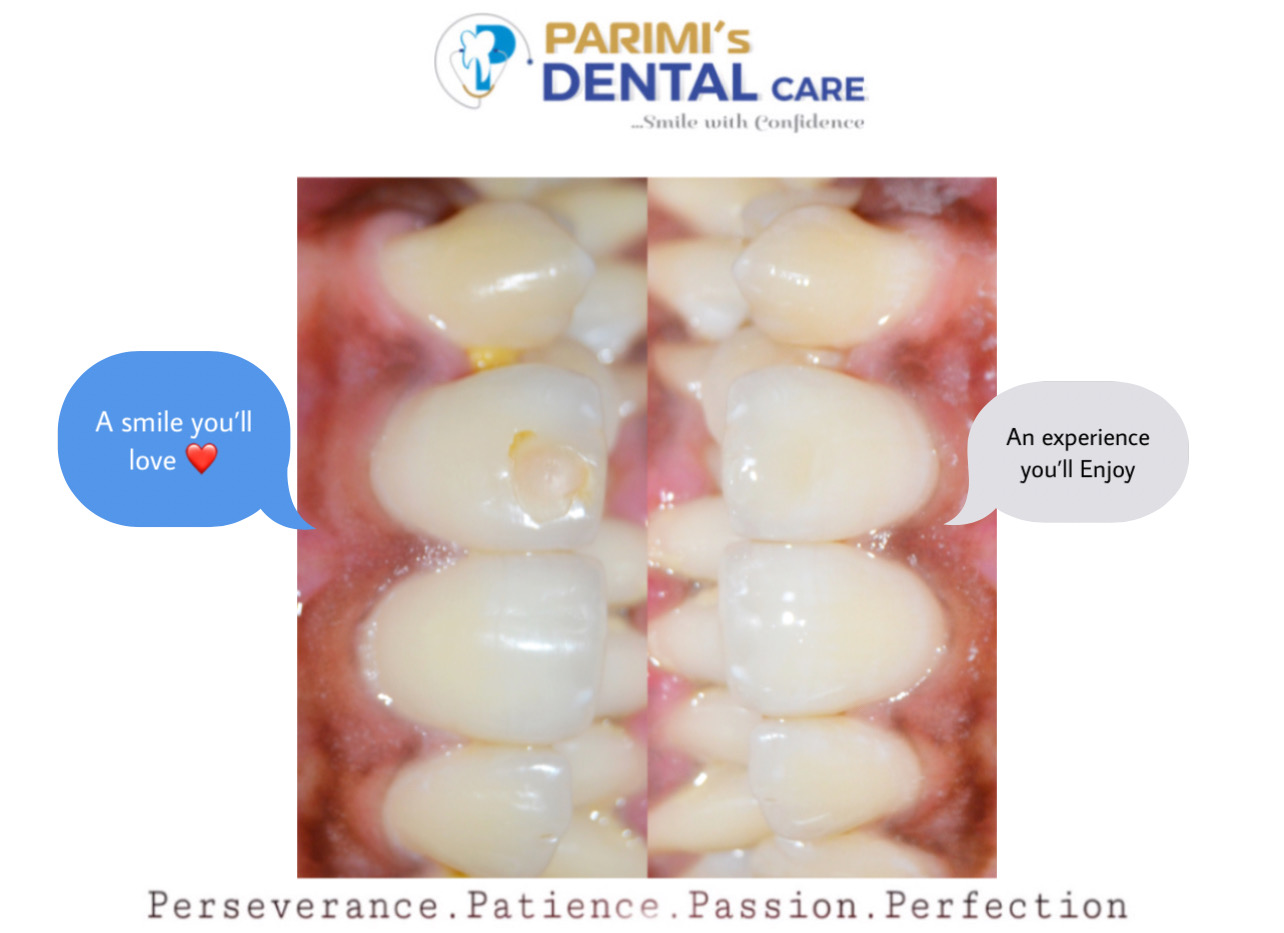 PARIMI's
DENTAL CARE
...Smile with Confidence
A smile you'll
love ❤️
An experience
you'll Enjoy
Perseverance.Patience.Passion.Perfection